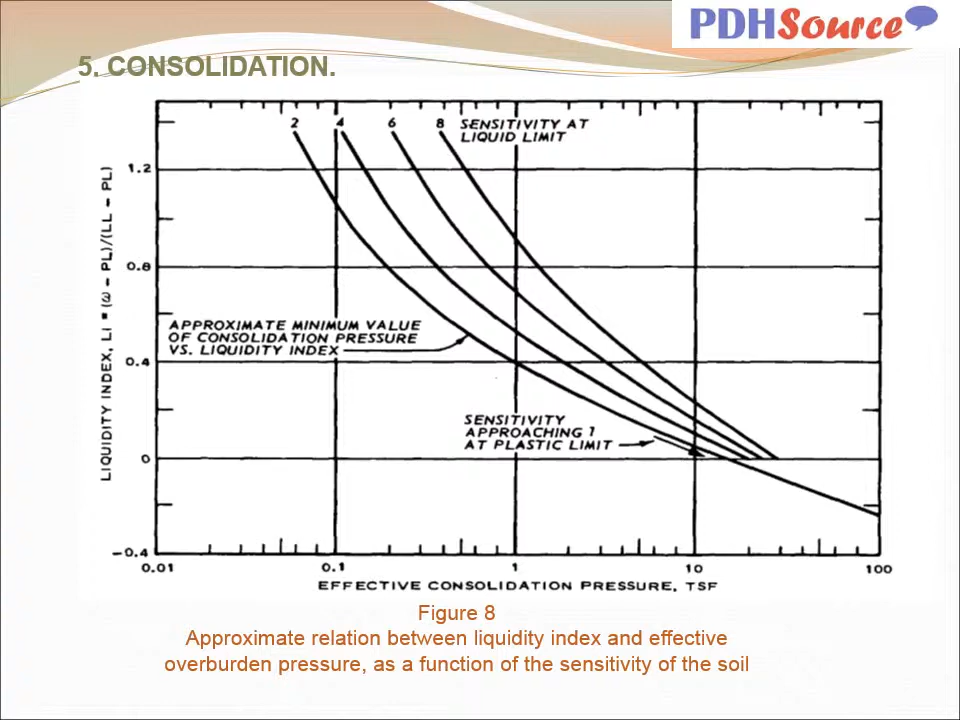 PDHSource
5. CONSOLIDATION.
2 4 6 8 SENSITIVITY AT
LIQUID LIMIT
1.2
0.8
0.4
0
-0.4
LIQUIDITY INDEX, LI = (ω - PL)/(LL - PL)
APPROXIMATE MINIMUM VALUE
OF CONSOLIDATION PRESSURE
VS. LIQUIDITY INDEX
SENSITIVITY
APPROACHING 1
AT PLASTIC LIMIT
0.01 0.1 1 10 100
EFFECTIVE CONSOLIDATION PRESSURE, TSF
Figure 8
Approximate relation between liquidity index and effective
overburden pressure, as a function of the sensitivity of the soil